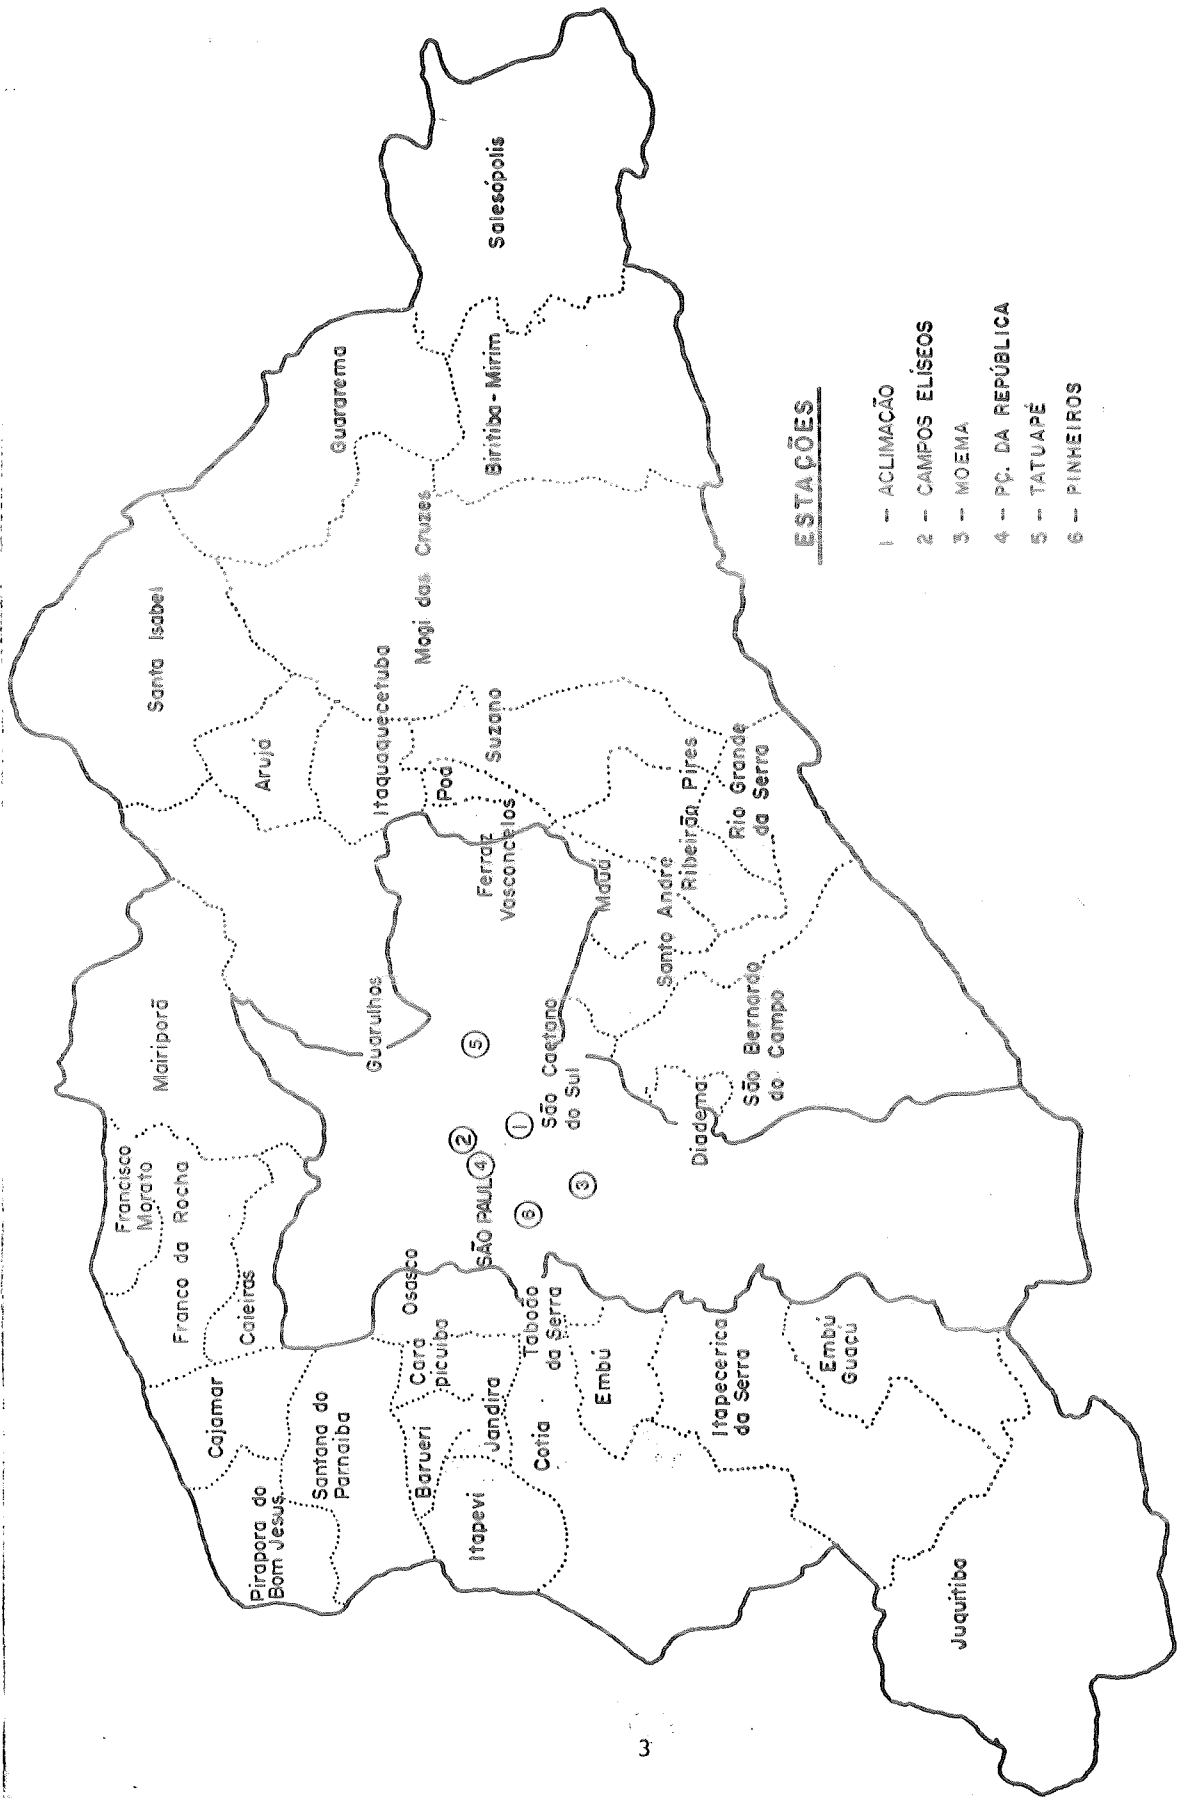 Francisco
Morato
Mairiporã
Santa Isabel
Franco da Rocha
Caieiras
Cajamar
Pirapora do
Bom Jesus
Santana do
Parnaiba
Guarulhos
Arujá
Guararema
Itaquaquecetuba
Magi das Cruzes
Salesópolis
Biritiba-Mirim
Poá
Suzano
Ferraz
Vasconcelos
Osasco
Cara
picuiba
Barueri
Jandira
Itapevi
SÃO PAULO
2
4
5
1
6
3
Cotia
Taboão
da Serra
São Caetano
do Sul
Mauá
Embú
Santo André
Ribeirão Pires
Rio Grande
da Serra
Diadema
São Bernardo
do Campo
Itapecerica
da Serra
Embú
Guaçu
Juquitiba
ESTAÇÕES
1 - ACLIMAÇÃO
2 - CAMPOS ELÍSEOS
3 - MOEMA
4 - PÇ. DA REPÚBLICA
5 - TATUAPÉ
6 - PINHEIROS
3